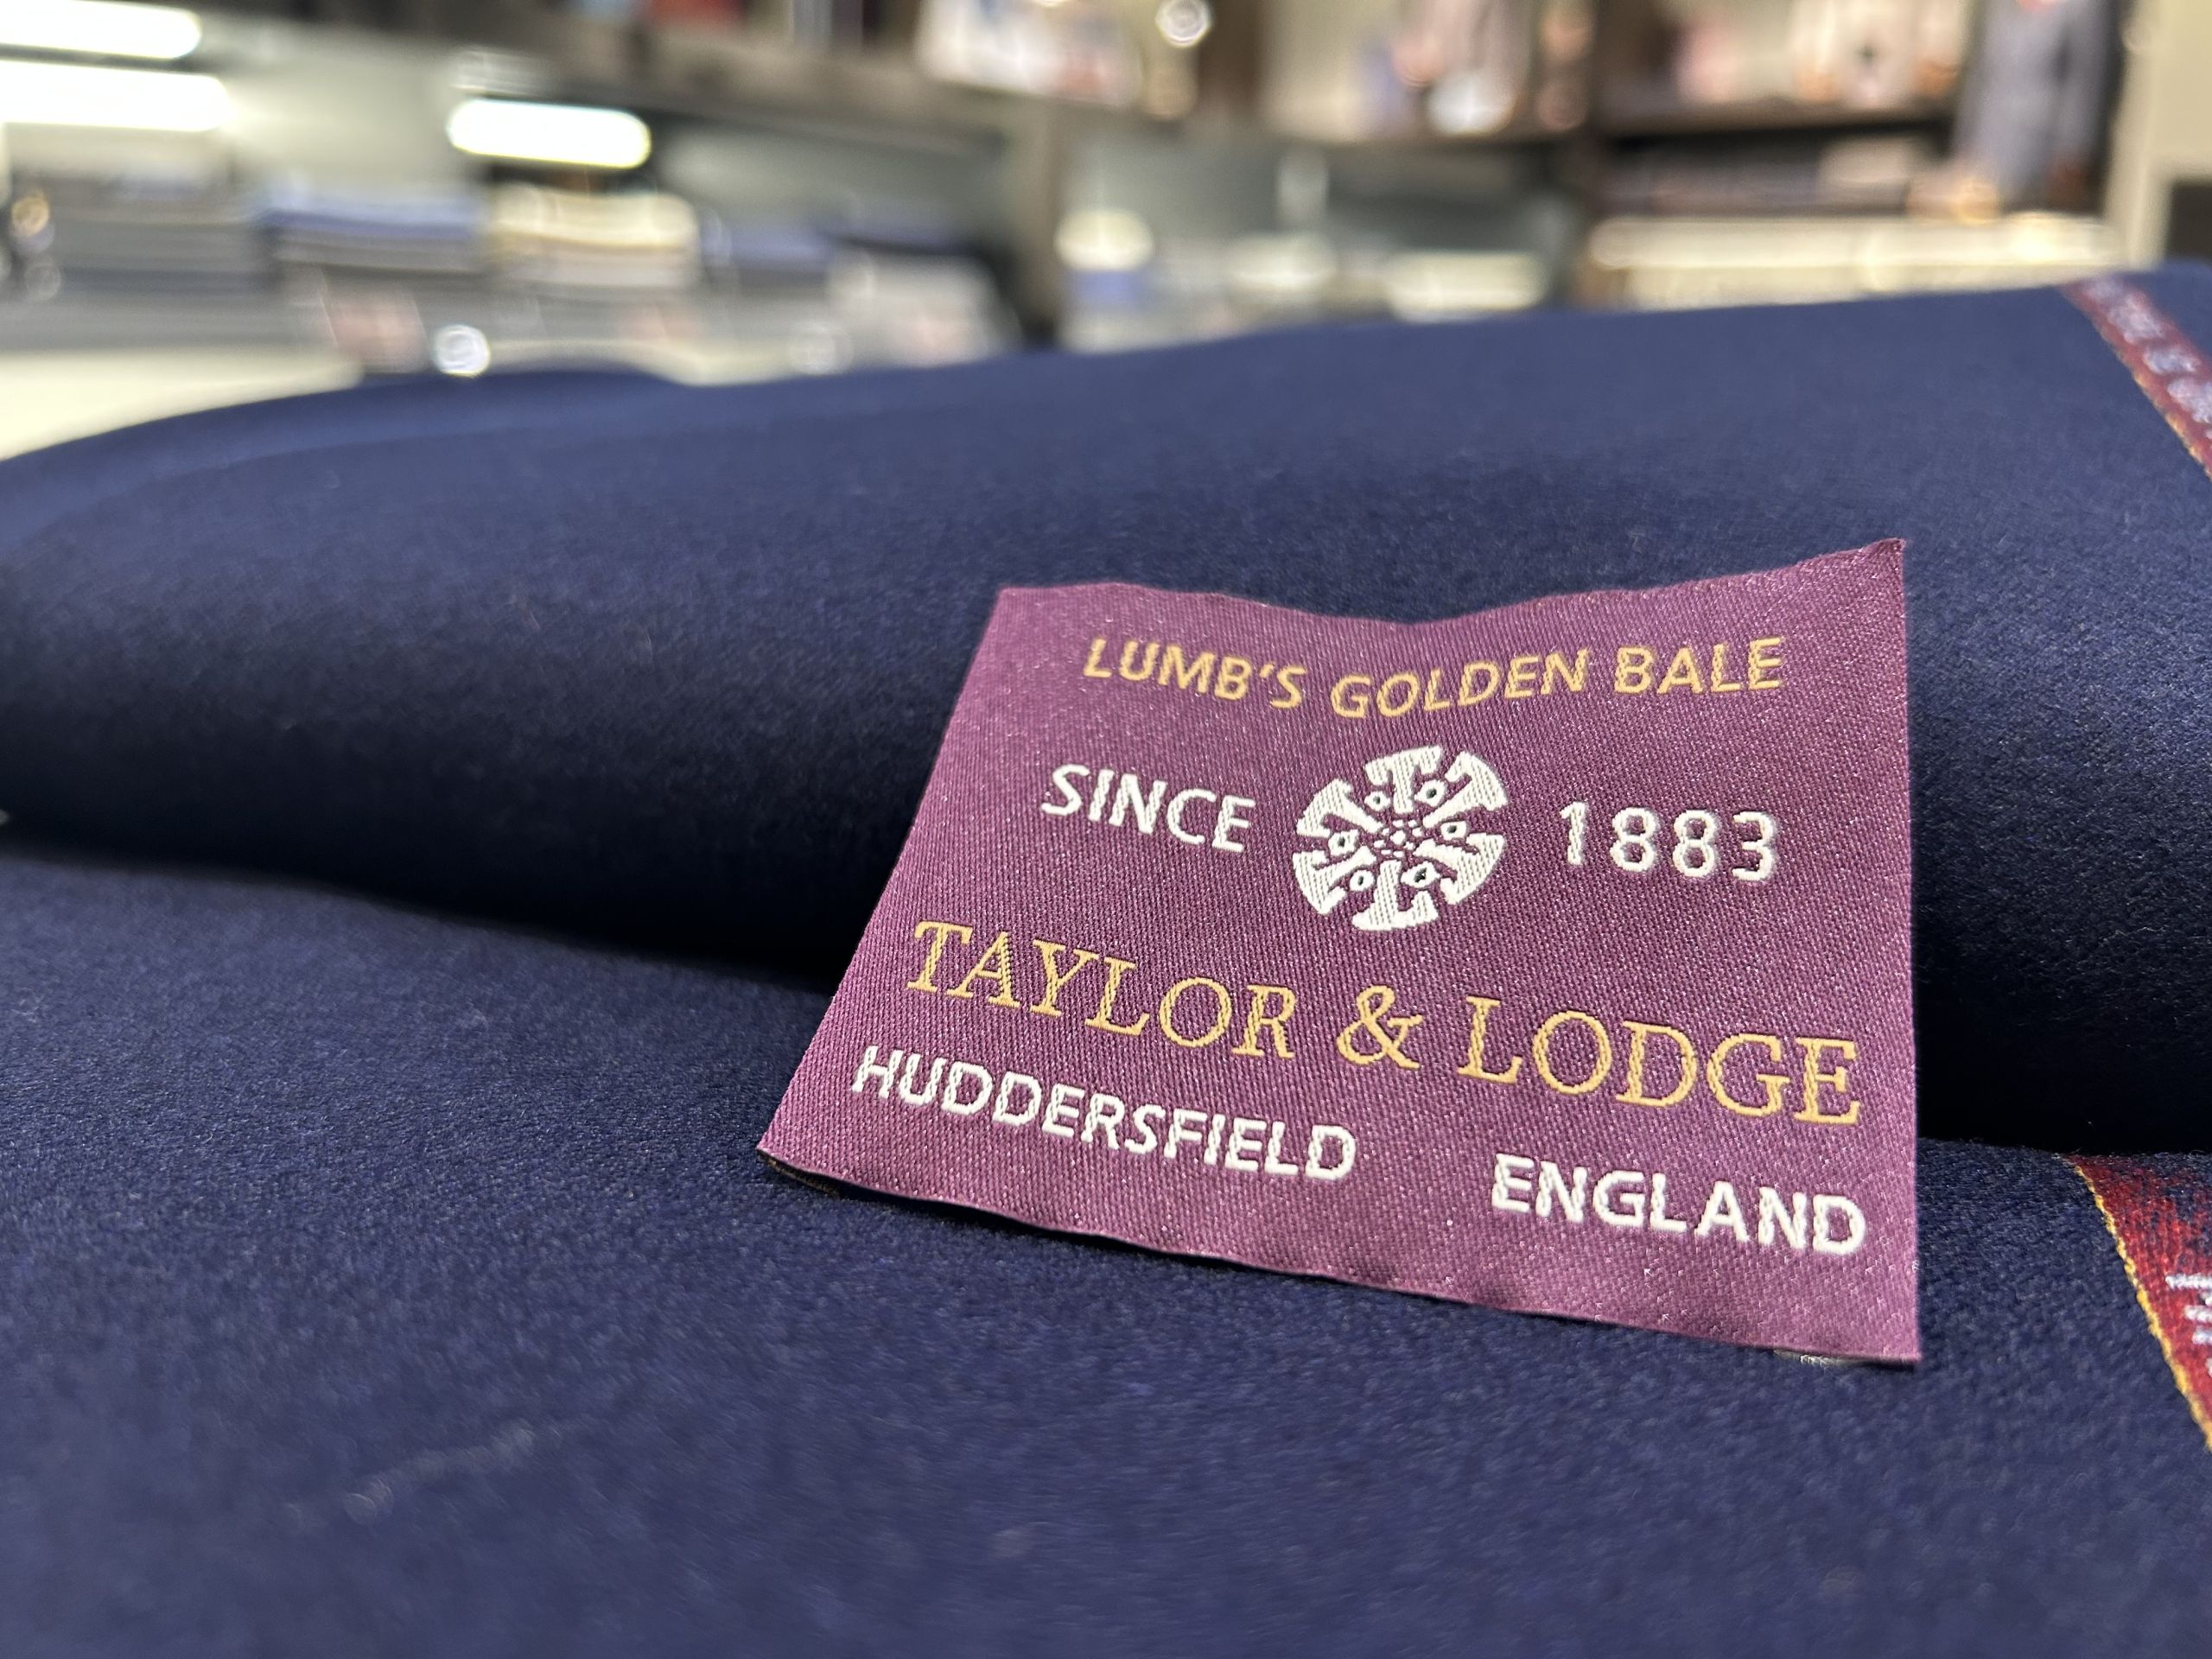 LUMB'S GOLDEN BALE
SINCE 1883
TAYLOR & LODGE
HUDDERSFIELD ENGLAND